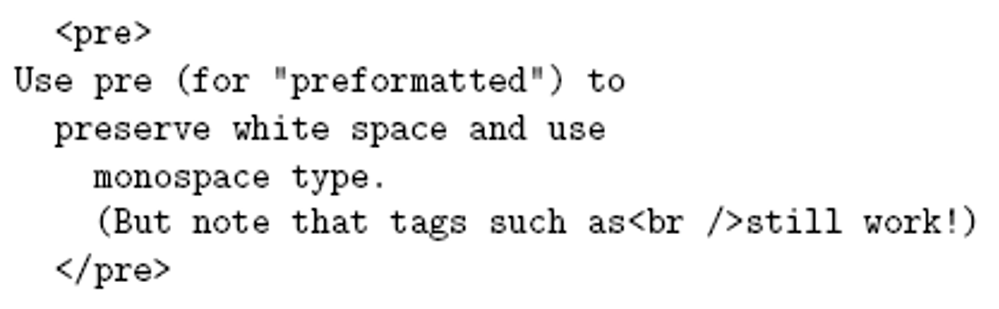 <pre>
Use pre (for "preformatted") to
preserve white space and use
monospace type.
(But note that tags such as<br />still work!)
</pre>